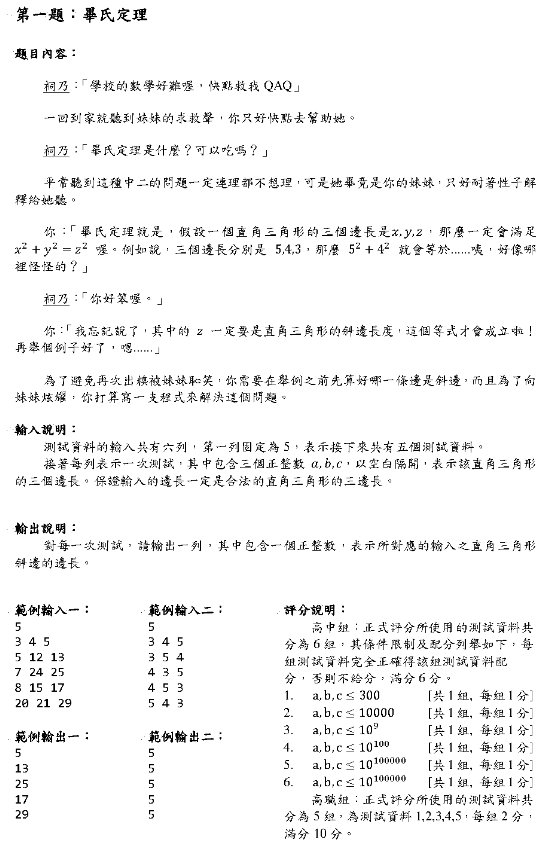 第一題：畢氏定理
題目內容：
祠乃：「學校的數學好難喔，快點救我 QAQ」
一回到家就聽到妹妹的求救聲，你只好快點去幫助她。
祠乃：「畢氏定理是什麼？可以吃嗎？」
平常聽到這種中二的問題一定連理都不想理，可是她畢竟是你的妹妹，只好耐著性子解
釋給她聽。
你：「畢氏定理就是，假設一個直角三角形的三個邊長是x,y,z，那麼一定會滿足
x² + y² = z² 喔。例如說，三個邊長分別是 5,4,3，那麼 5² + 4² 就會等於……咦，好像哪
裡怪怪的？」
祠乃：「你好笨喔。」
你：「我忘記說了，其中的 z 一定要是直角三角形的斜邊長度，這個等式才會成立啦！
再舉個例子好了，嗯……」
為了避免再次出糗被妹妹恥笑，你需要在舉例之前先算好哪一條邊是斜邊，而且為了向
妹妹炫耀，你打算寫一支程式來解決這個問題。
輸入說明：
測試資料的輸入共有六列，第一列固定為 5，表示接下來共有五個測試資料。
接著每列表示一次測試，其中包含三個正整數 a,b,c，以空白隔開，表示該直角三角形
的三個邊長。保證輸入的邊長一定是合法的直角三角形的三邊長。
輸出說明：
對每一次測試，請輸出一列，其中包含一個正整數，表示所對應的輸入之直角三角形
斜邊的邊長。
範例輸入一：
5
3 4 5
5 12 13
7 24 25
8 15 17
20 21 29
範例輸出一：
5
13
25
17
29
範例輸入二：
5
3 4 5
3 5 4
4 3 5
4 5 3
5 4 3
範例輸出二：
5
5
5
5
5
評分說明：
高中組：正式評分所使用的測試資料共
分為 6 組，其條件限制及配分列舉如下，每
組測試資料完全正確得該組測試資料配
分，否則不給分，滿分 6 分。
1. a,b,c ≤ 300 [共 1 組, 每組 1 分]
2. a,b,c ≤ 10000 [共 1 組, 每組 1 分]
3. a,b,c ≤ 10⁹ [共 1 組, 每組 1 分]
4. a,b,c ≤ 10¹⁰⁰ [共 1 組, 每組 1 分]
5. a,b,c ≤ 10¹⁰⁰⁰⁰⁰ [共 1 組, 每組 1 分]
6. a,b,c ≤ 10¹⁰⁰⁰⁰⁰ [共 1 組, 每組 1 分]
高職組：正式評分所使用的測試資料共
分為 5 組，為測試資料 1,2,3,4,5，每組 2 分，
滿分 10 分。